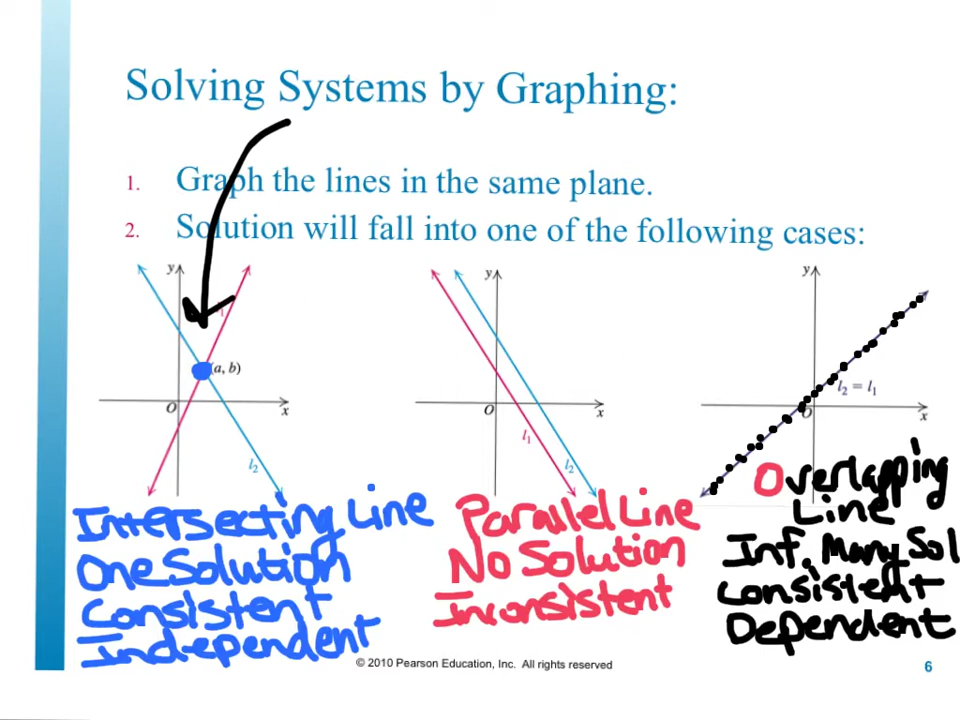 Solving Systems by Graphing:
1. Graph the lines in the same plane.
2. Solution will fall into one of the following cases:
y
(a, b)
O
x
l₂
Intersecting Line
One Solution
Consistent
Independent
y
O
x
l₁
l₂
Parallel Line
No Solution
Inconsistent
y
l₂ = l₁
O
x
Overlapping
Line
Inf. Many Sol
Consistent
Dependent
© 2010 Pearson Education, Inc. All rights reserved
6